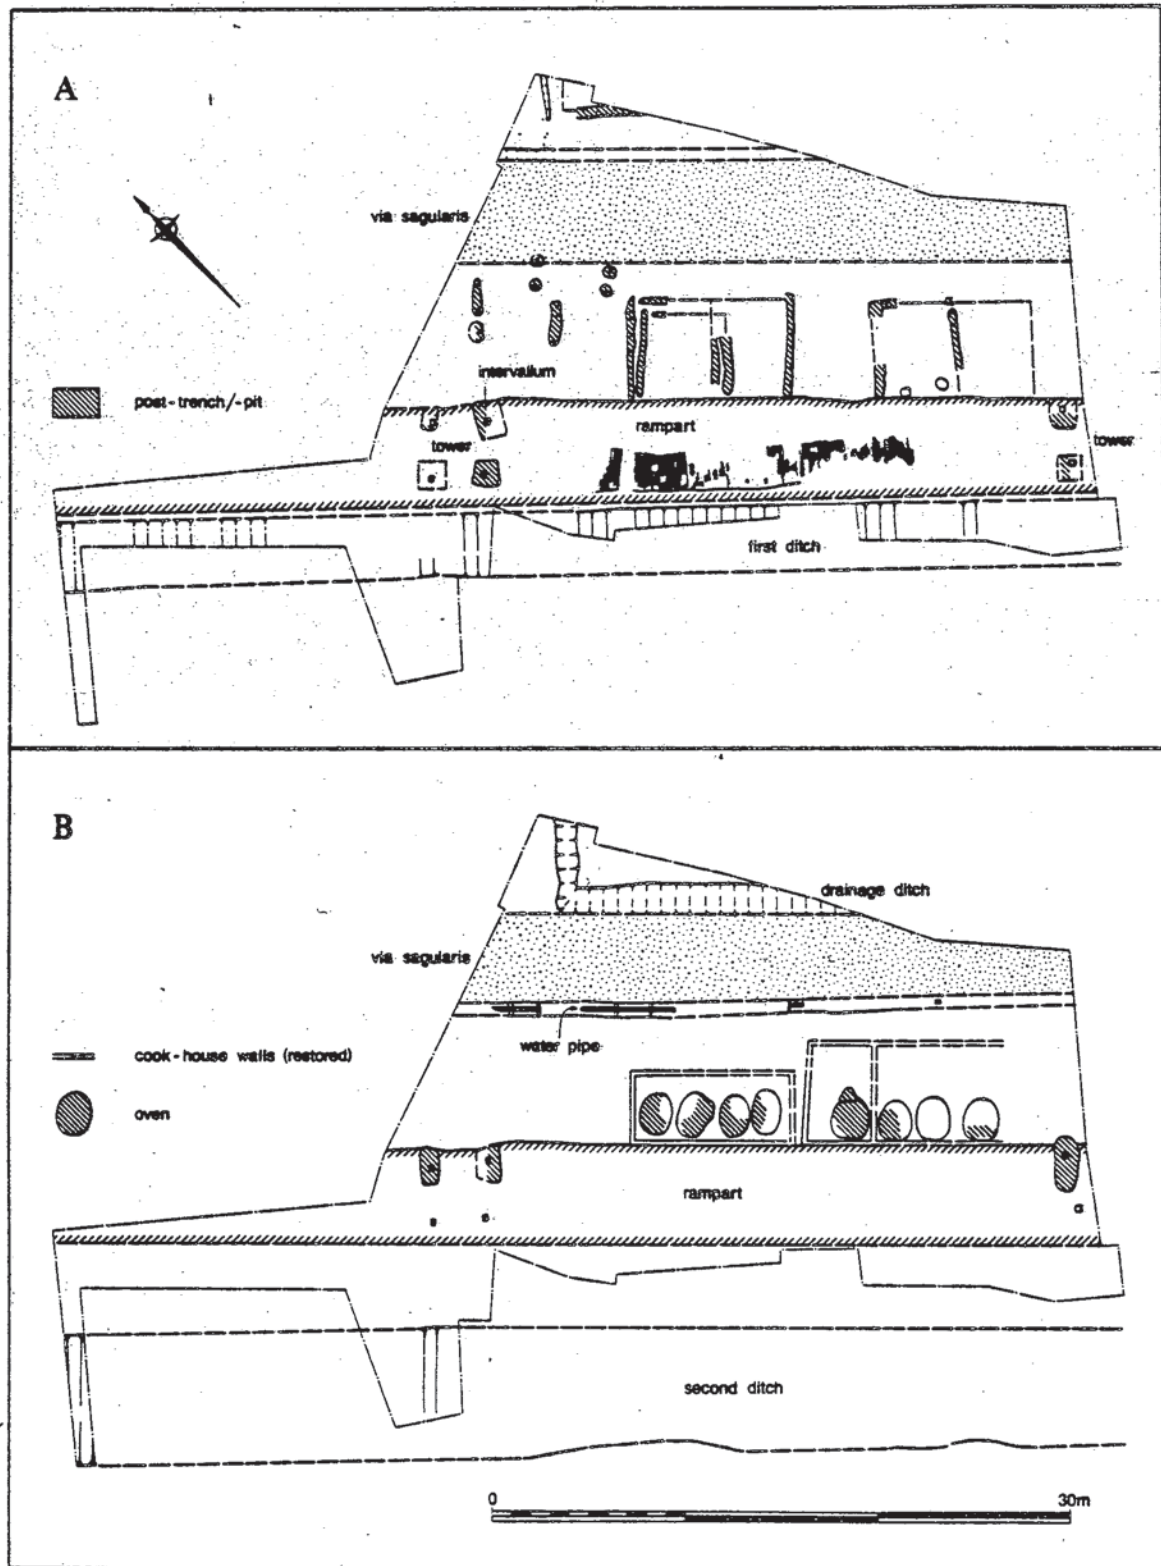 A
via sagularis
intervallum
post-trench/-pit
tower
rampart
tower
first ditch
B
drainage ditch
via sagularis
water pipe
cook-house walls (restored)
oven
rampart
second ditch
0 30m